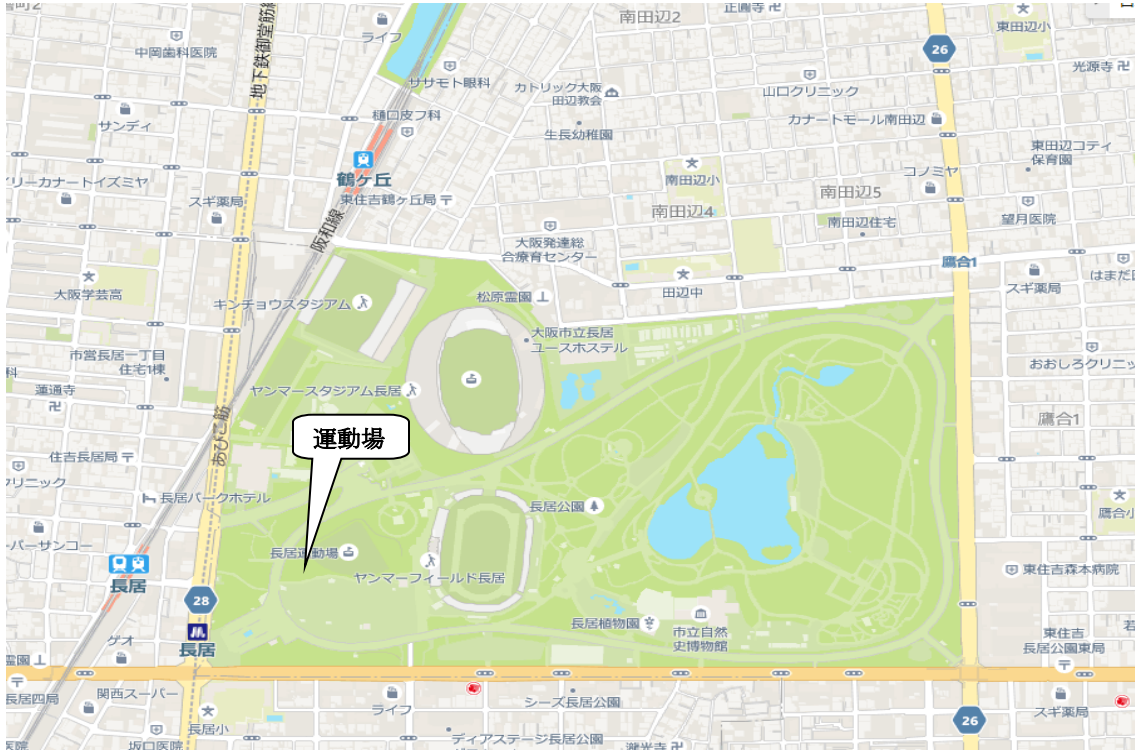 南田辺2
正圓寺
田辺小
ライフ
26
中岡歯科医院
地下鉄御堂筋線
ササモト眼科
カトリック大阪
田辺教会
山口クリニック
光源寺
サンディ
樋口皮フ科
生長幼稚園
カナートモール南田辺
東田辺コティ
保育園
鶴ケ丘
南田辺小
コノミヤ
リーカナートイズミヤ
スギ薬局
東住吉鶴ヶ丘局
南田辺4
南田辺5
望月医院
阪和線
南田辺住宅
大阪発達総
合療育センター
鷹合1
大阪学芸高
キンチョウスタジアム
松原霊園
田辺中
スギ薬局
はまだ
大阪市立長居
ユースホステル
市営長居一丁目
住宅1棟
おおしろクリニッ
蓮通寺
ヤンマースタジアム長居
あびこ筋
運動場
鷹合1
住吉長居局
クリニック
長居パークホテル
長居公園
鷹合小
パーサンコー
長居運動場
ヤンマーフィールド長居
東住吉森本病院
長居
28
長居植物園
市立自然
史博物館
ゲオ
長居
東住吉
長居公園東局
霊園
長居四局
関西スーパー
ライフ
シーズ長居公園
スギ薬局
26
長居小
坂口医院
ディアステージ長居公園
医院